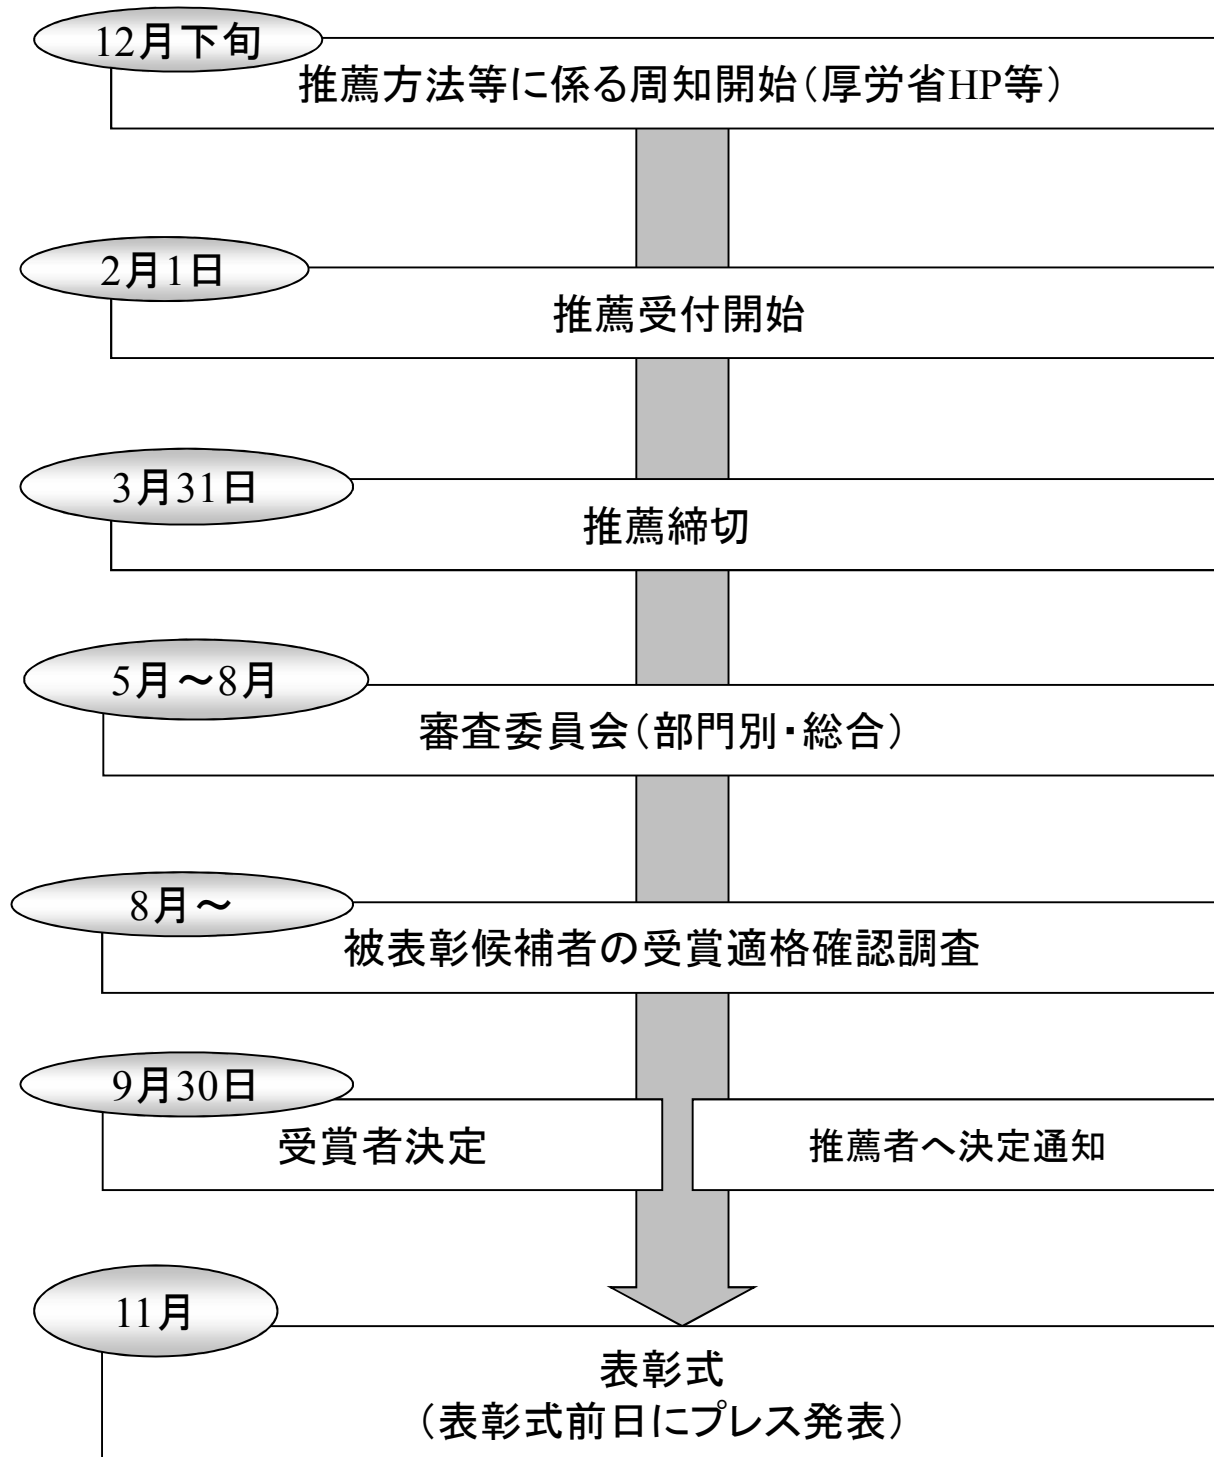 12月下旬
推薦方法等に係る周知開始（厚労省HP等）
2月1日
推薦受付開始
3月31日
推薦締切
5月～8月
審査委員会（部門別・総合）
8月～
被表彰候補者の受賞適格確認調査
9月30日
受賞者決定
推薦者へ決定通知
11月
表彰式
（表彰式前日にプレス発表）